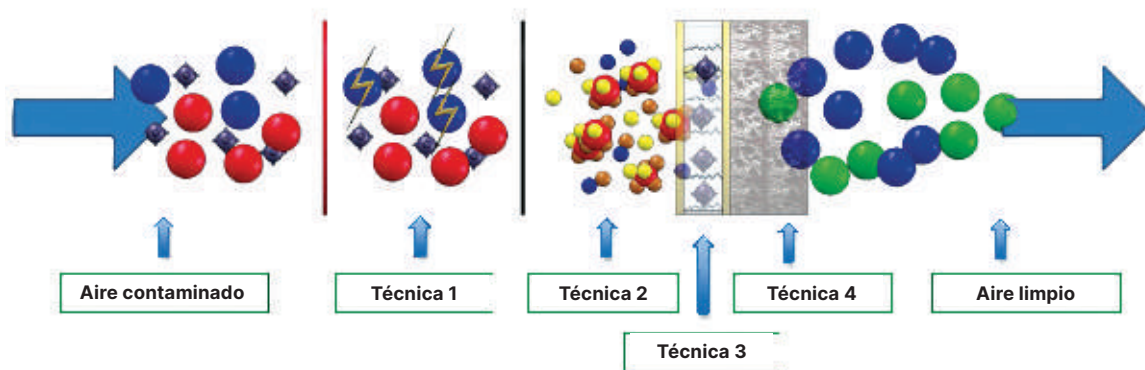 Aire contaminado
Técnica 1
Técnica 2
Técnica 3
Técnica 4
Aire limpio